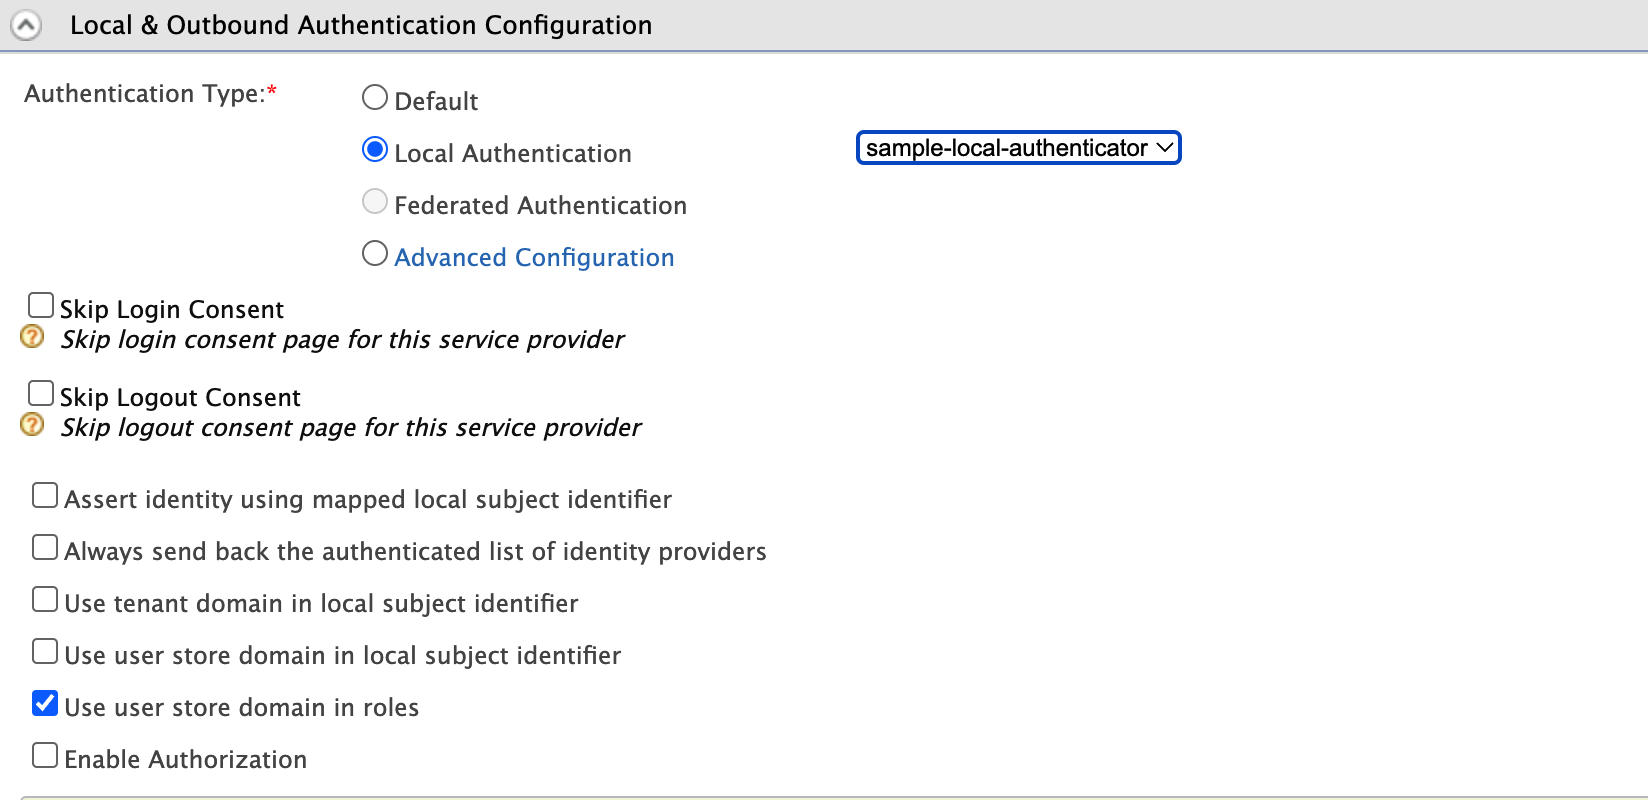 Local & Outbound Authentication Configuration
Authentication Type:*
Default
Local Authentication
sample-local-authenticator
Federated Authentication
Advanced Configuration
Skip Login Consent
? Skip login consent page for this service provider
Skip Logout Consent
? Skip logout consent page for this service provider
Assert identity using mapped local subject identifier
Always send back the authenticated list of identity providers
Use tenant domain in local subject identifier
Use user store domain in local subject identifier
Use user store domain in roles
Enable Authorization